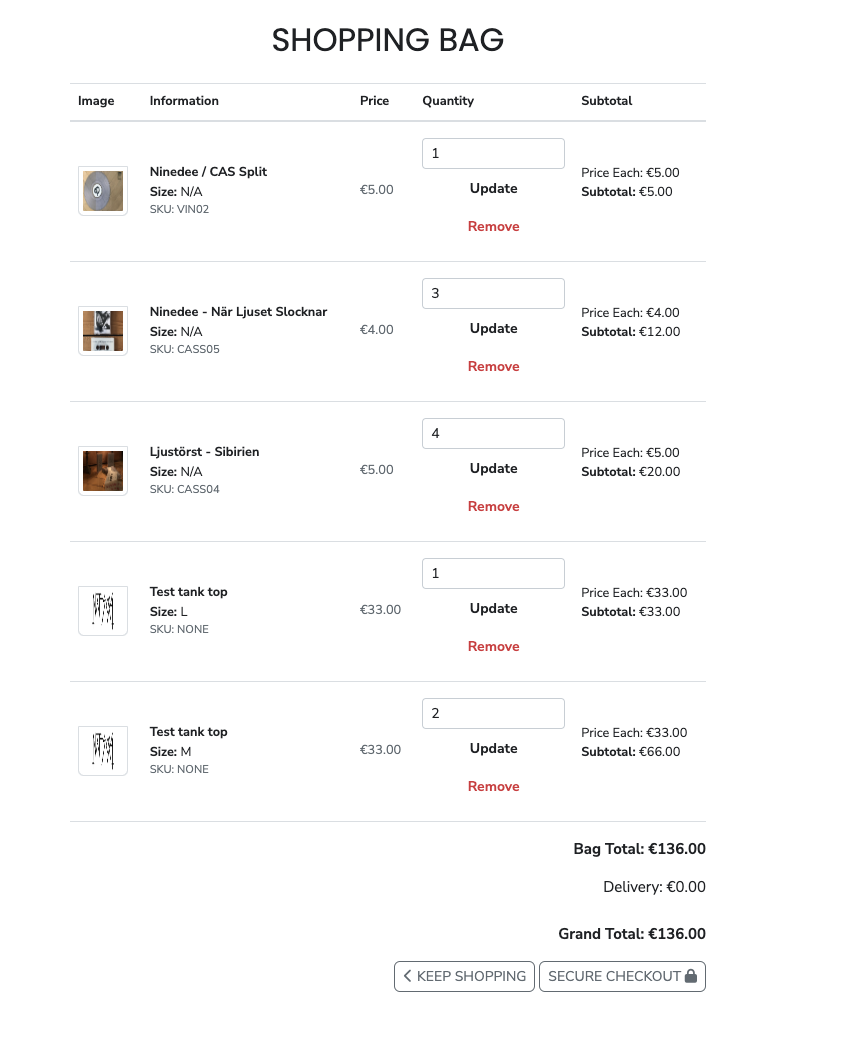 SHOPPING BAG
Image Information Price Quantity Subtotal
Ninedee / CAS Split
Size: N/A
SKU: VIN02
€5.00
1
Update
Remove
Price Each: €5.00
Subtotal: €5.00
Ninedee - När Ljuset Slocknar
Size: N/A
SKU: CASS05
€4.00
3
Update
Remove
Price Each: €4.00
Subtotal: €12.00
Ljustörst - Sibirien
Size: N/A
SKU: CASS04
€5.00
4
Update
Remove
Price Each: €5.00
Subtotal: €20.00
Test tank top
Size: L
SKU: NONE
€33.00
1
Update
Remove
Price Each: €33.00
Subtotal: €33.00
Test tank top
Size: M
SKU: NONE
€33.00
2
Update
Remove
Price Each: €33.00
Subtotal: €66.00
Bag Total: €136.00
Delivery: €0.00
Grand Total: €136.00
KEEP SHOPPING SECURE CHECKOUT